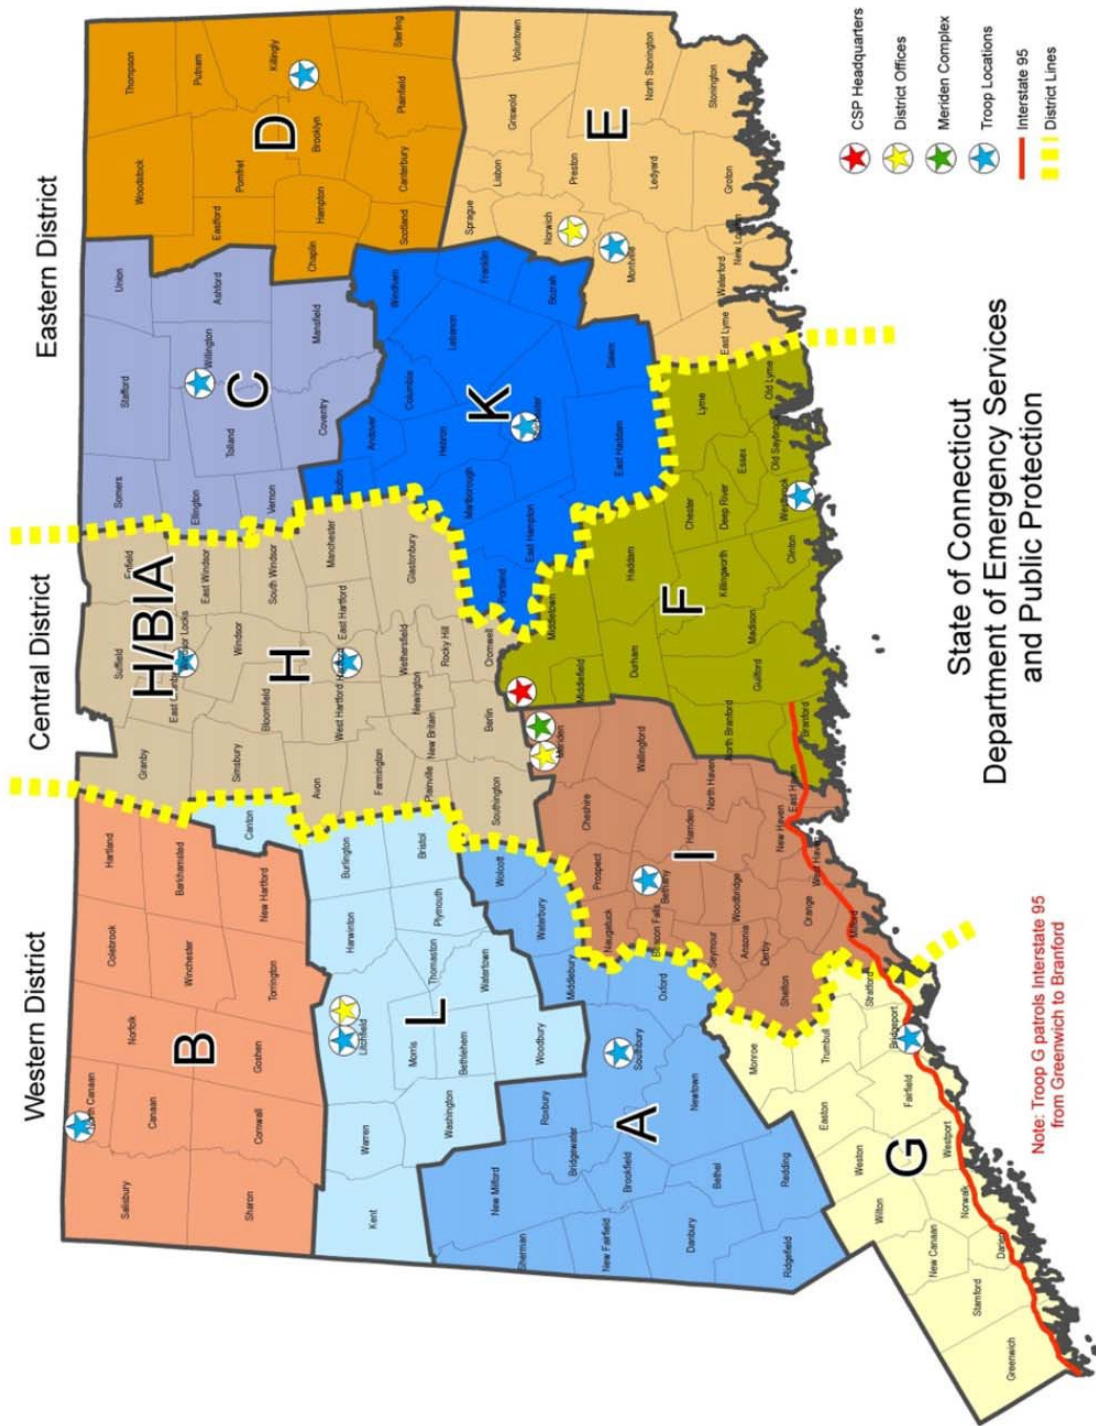 Western District
Central District
Eastern District
B
Salisbury
North Canaan
Canaan
Norfolk
Colebrook
Hartland
Barkhamsted
Winchester
Sharon
Cornwall
Goshen
Torrington
New Hartford
L
Canton
Kent
Warren
Litchfield
Harwinton
Burlington
Bristol
Plymouth
Thomaston
Morris
Bethlehem
Watertown
Washington
Woodbury
A
New Milford
Sherman
Roxbury
Bridgewater
Brookfield
New Fairfield
Southbury
Middlebury
Waterbury
Wolcott
Oxford
Newtown
Danbury
Bethel
Redding
Ridgefield
G
Monroe
Trumbull
Stratford
Bridgeport
Easton
Fairfield
Weston
Westport
Wilton
Norwalk
New Canaan
Darien
Stamford
Greenwich
H/BIA
Granby
Suffield
Enfield
East Windsor
Windsor
South Windsor
H
Simsbury
Bloomfield
Avon
West Hartford
Hartford
East Hartford
Manchester
Farmington
Newington
Wethersfield
Glastonbury
Rocky Hill
Plainville
New Britain
Southington
Berlin
Cromwell
I
Meriden
Wallingford
Cheshire
Prospect
Naugatuck
Beacon Falls
Bethany
Hamden
North Haven
Seymour
Woodbridge
Ansonia
Derby
Shelton
Orange
New Haven
East Haven
West Haven
Milford
F
Middletown
Middlefield
Durham
Haddam
Chester
Deep River
Essex
Lyme
Old Lyme
Old Saybrook
Westbrook
Killingworth
Clinton
Madison
Guilford
North Branford
Branford
C
Somers
Stafford
Union
Ellington
Tolland
Willington
Ashford
Vernon
Coventry
Mansfield
K
Bolton
Andover
Columbia
Windham
Hebron
Lebanon
Franklin
Bozrah
Marlborough
East Hampton
Portland
East Haddam
Salem
D
Woodstock
Thompson
Putnam
Eastford
Pomfret
Killingly
Brooklyn
Hampton
Chaplin
Scotland
Canterbury
Plainfield
Sterling
E
Sprague
Lisbon
Griswold
Voluntown
Norwich
Preston
North Stonington
Montville
Ledyard
Stonington
Groton
Waterford
East Lyme
Note: Troop G patrols Interstate 95
from Greenwich to Branford
State of Connecticut
Department of Emergency Services
and Public Protection
CSP Headquarters
District Offices
Meriden Complex
Troop Locations
Interstate 95
District Lines